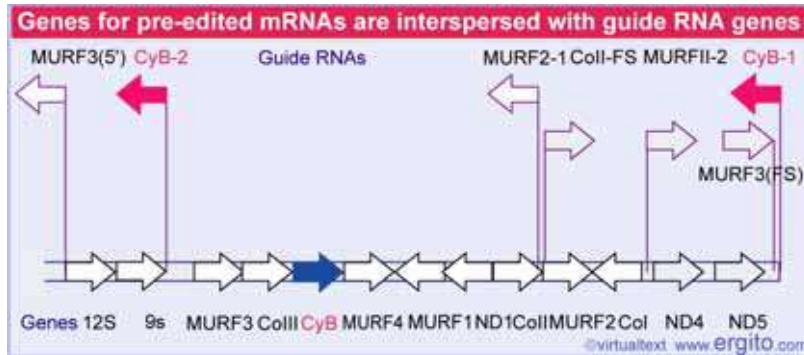 Genes for pre-edited mRNAs are interspersed with guide RNA genes
MURF3(5') CyB-2 Guide RNAs MURF2-1 CoII-FS MURFII-2 CyB-1
MURF3(FS)
Genes 12S 9s MURF3 CoIII CyB MURF4 MURF1 ND1 CoII MURF2 CoI ND4 ND5
©virtualtext www.ergito.com